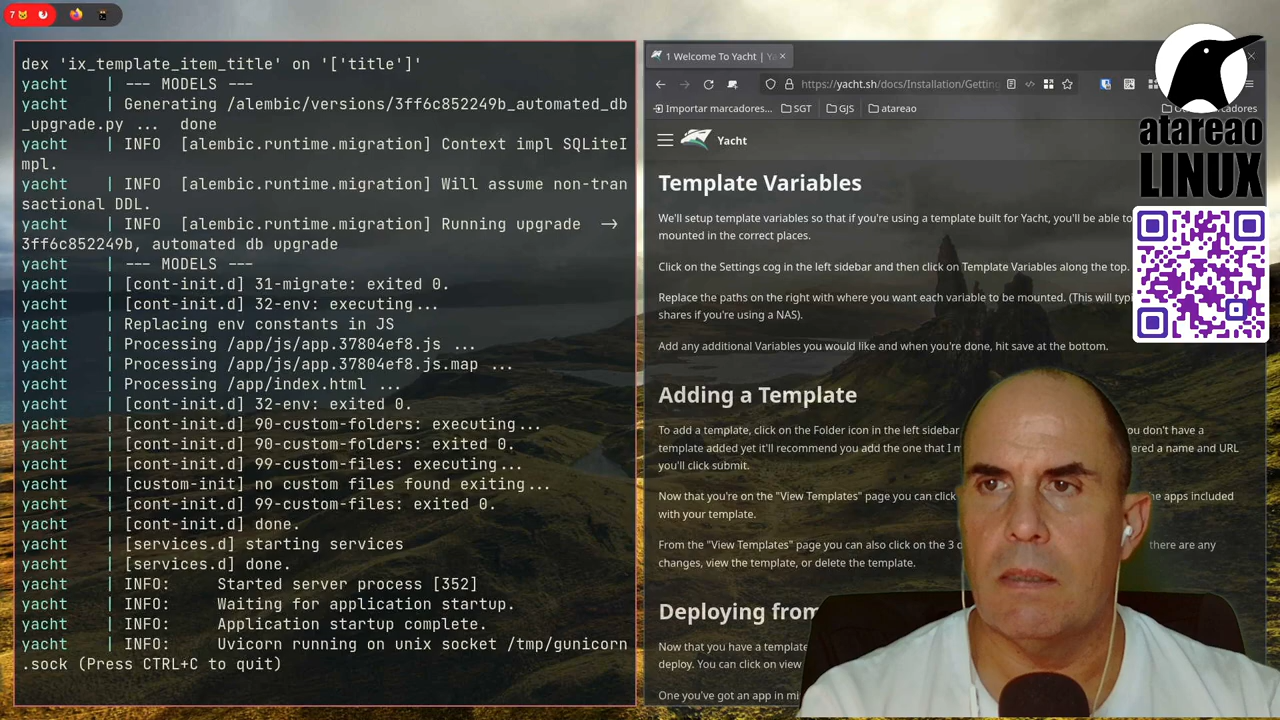 7
dex 'ix_template_item_title' on '['title']'
yacht | --- MODELS ---
yacht | Generating /alembic/versions/3ff6c852249b_automated_db
_upgrade.py ... done
yacht | INFO [alembic.runtime.migration] Context impl SQLiteI
mpl.
yacht | INFO [alembic.runtime.migration] Will assume non-tran
sactional DDL.
yacht | INFO [alembic.runtime.migration] Running upgrade ->
3ff6c852249b, automated db upgrade
yacht | --- MODELS ---
yacht | [cont-init.d] 31-migrate: exited 0.
yacht | [cont-init.d] 32-env: executing...
yacht | Replacing env constants in JS
yacht | Processing /app/js/app.37804ef8.js ...
yacht | Processing /app/js/app.37804ef8.js.map ...
yacht | Processing /app/index.html ...
yacht | [cont-init.d] 32-env: exited 0.
yacht | [cont-init.d] 90-custom-folders: executing...
yacht | [cont-init.d] 90-custom-folders: exited 0.
yacht | [cont-init.d] 99-custom-files: executing...
yacht | [custom-init] no custom files found exiting...
yacht | [cont-init.d] 99-custom-files: exited 0.
yacht | [cont-init.d] done.
yacht | [services.d] starting services
yacht | [services.d] done.
yacht | INFO: Started server process [352]
yacht | INFO: Waiting for application startup.
yacht | INFO: Application startup complete.
yacht | INFO: Uvicorn running on unix socket /tmp/gunicorn
.sock (Press CTRL+C to quit)
1 Welcome To Yacht | Ya
https://yacht.sh/docs/Installation/Getting
Importar marcadores... SGT GJS atareao cadores
Yacht
Template Variables
We'll setup template variables so that if you're using a template built for Yacht, you'll be able to
mounted in the correct places.
Click on the Settings cog in the left sidebar and then click on Template Variables along the top.
Replace the paths on the right with where you want each variable to be mounted. (This will typi
shares if you're using a NAS).
Add any additional Variables you would like and when you're done, hit save at the bottom.
Adding a Template
To add a template, click on the Folder icon in the left sidebar ou don't have a
template added yet it'll recommend you add the one that I m ered a name and URL
you'll click submit.
Now that you're on the "View Templates" page you can click e apps included
with your template.
From the "View Templates" page you can also click on the 3 d there are any
changes, view the template, or delete the template.
Deploying from
Now that you have a template
deploy. You can click on view
One you've got an app in mi
atareao
LINUX